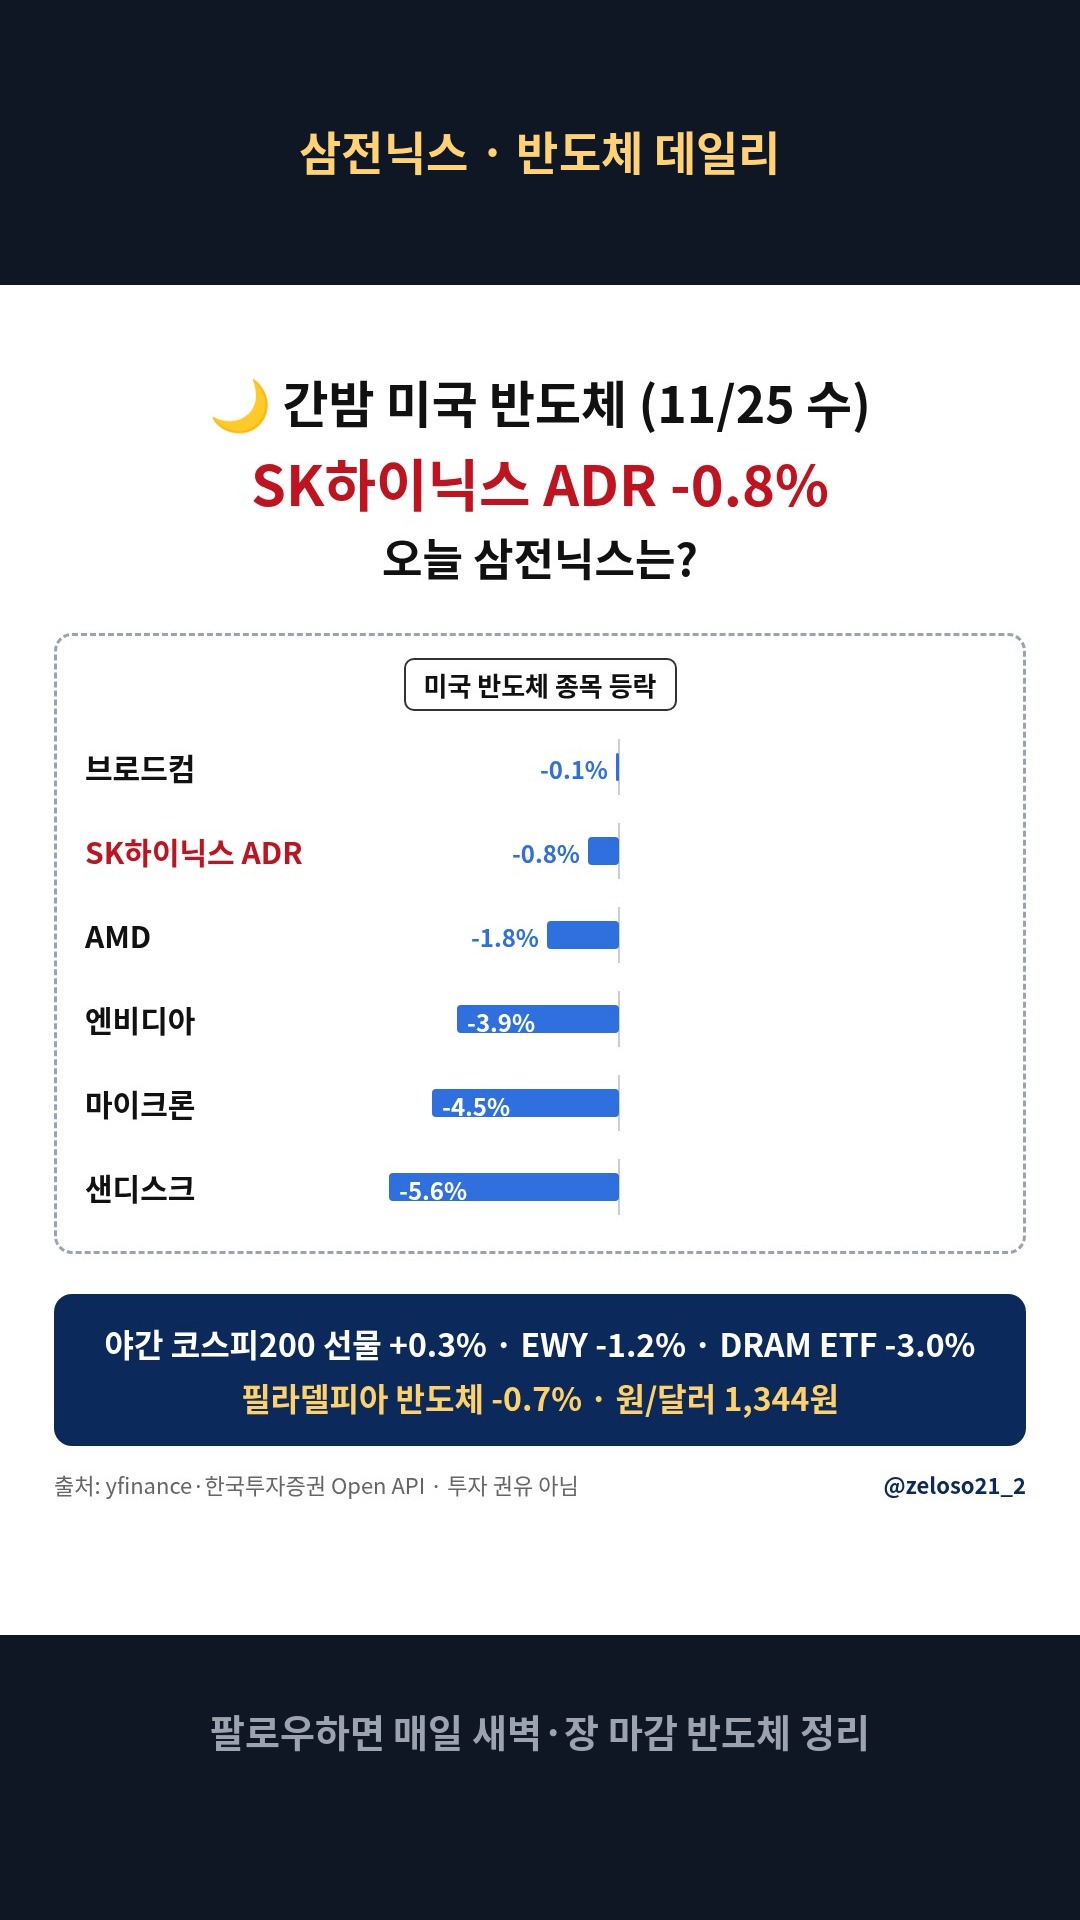 삼전닉스 · 반도체 데일리
🌙 간밤 미국 반도체 (11/25 수)
SK하이닉스 ADR -0.8%
오늘 삼전닉스는?
미국 반도체 종목 등락
브로드컴 -0.1%
SK하이닉스 ADR -0.8%
AMD -1.8%
엔비디아 -3.9%
마이크론 -4.5%
샌디스크 -5.6%
야간 코스피200 선물 +0.3% · EWY -1.2% · DRAM ETF -3.0%
필라델피아 반도체 -0.7% · 원/달러 1,344원
출처: yfinance·한국투자증권 Open API · 투자 권유 아님 @zeloso21_2
팔로우하면 매일 새벽·장 마감 반도체 정리